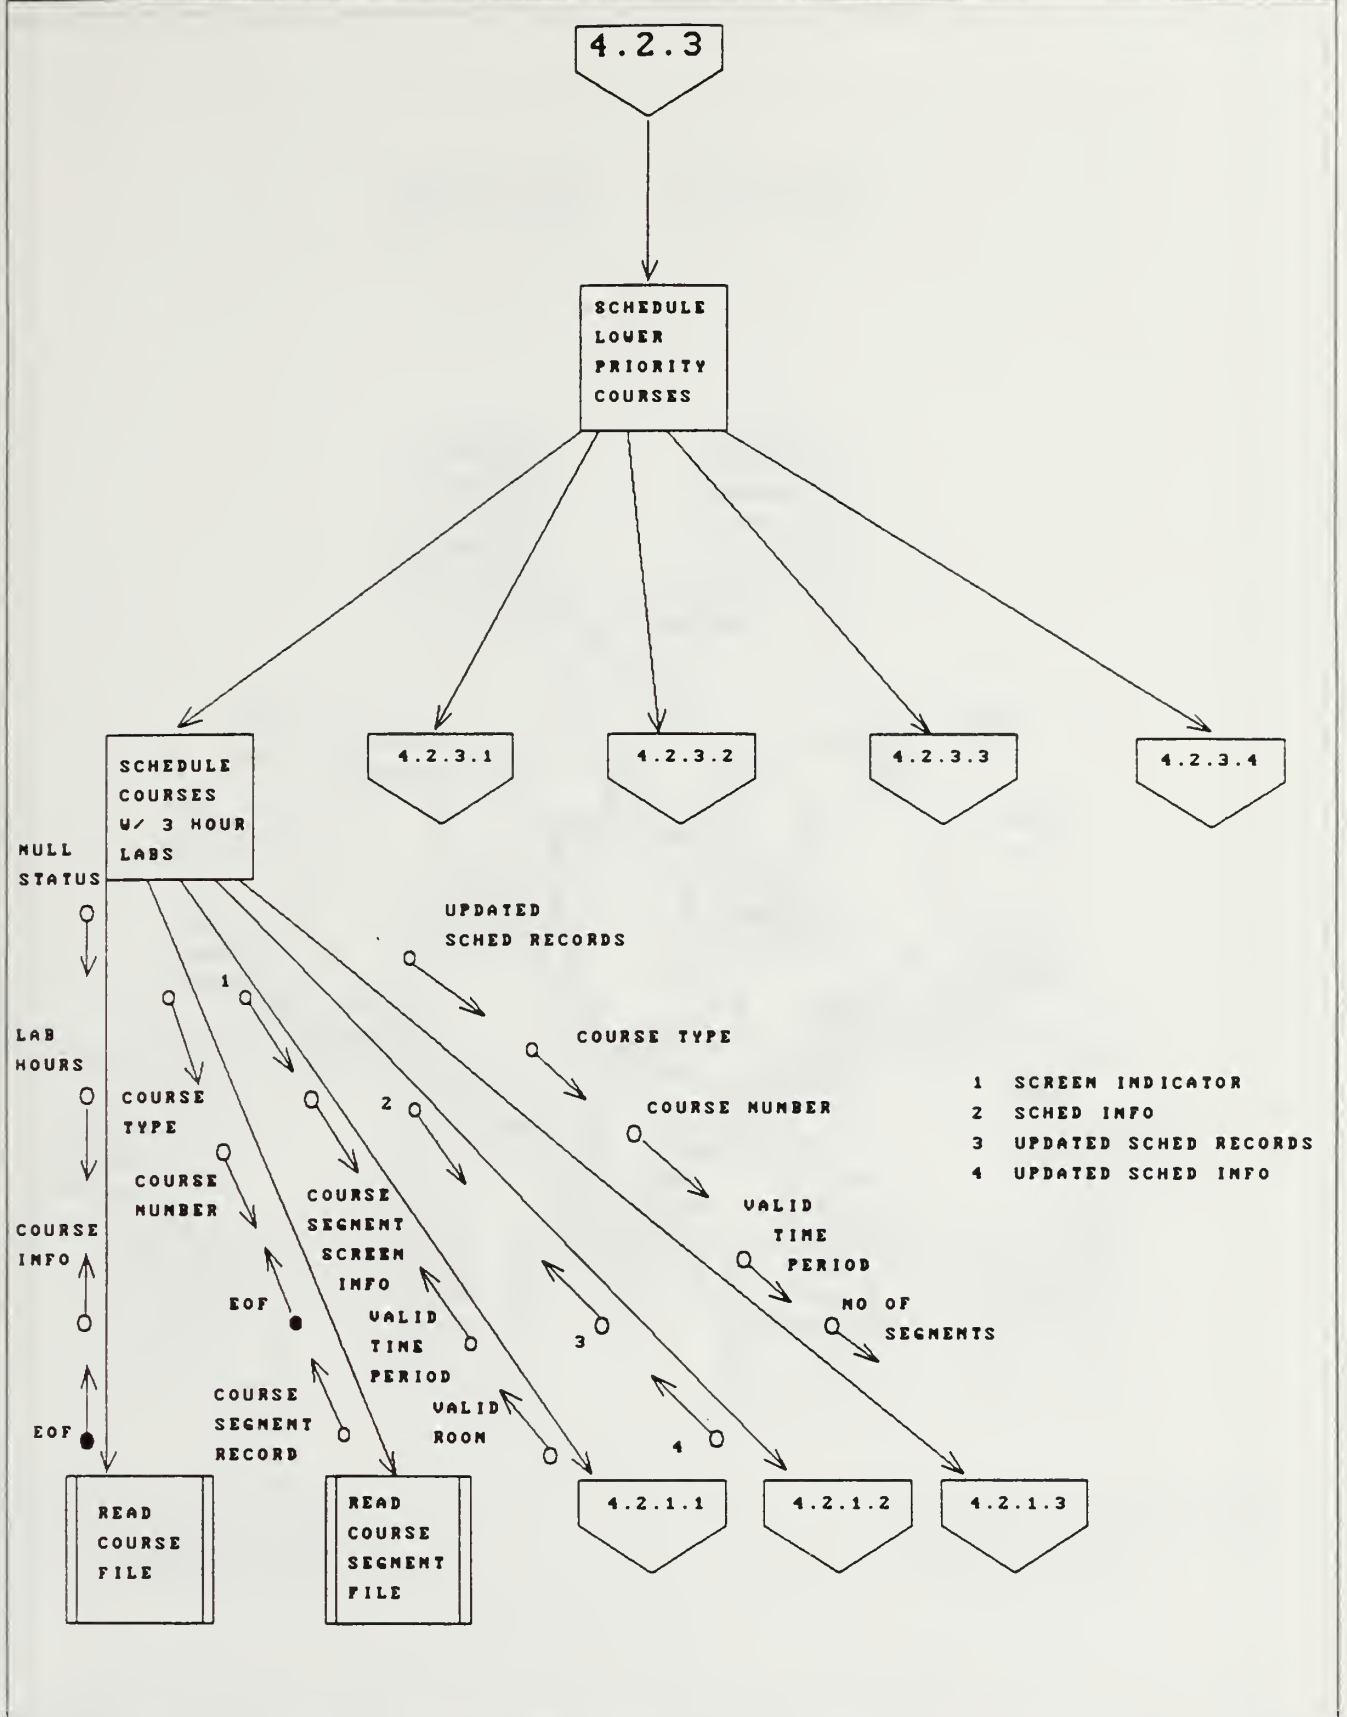 4.2.3
SCHEDULE
LOWER
PRIORITY
COURSES
SCHEDULE
COURSES
W/ 3 HOUR
LABS
4.2.3.1
4.2.3.2
4.2.3.3
4.2.3.4
NULL
STATUS
LAB
HOURS
COURSE
INFO
EOF
COURSE
TYPE
COURSE
NUMBER
EOF
COURSE
SEGMENT
RECORD
1
COURSE
SEGMENT
SCREEN
INFO
VALID
TIME
PERIOD
VALID
ROOM
2
3
4
UPDATED
SCHED RECORDS
COURSE TYPE
COURSE NUMBER
VALID
TIME
PERIOD
NO OF
SEGMENTS
1 SCREEN INDICATOR
2 SCHED INFO
3 UPDATED SCHED RECORDS
4 UPDATED SCHED INFO
READ
COURSE
FILE
READ
COURSE
SEGMENT
FILE
4.2.1.1
4.2.1.2
4.2.1.3